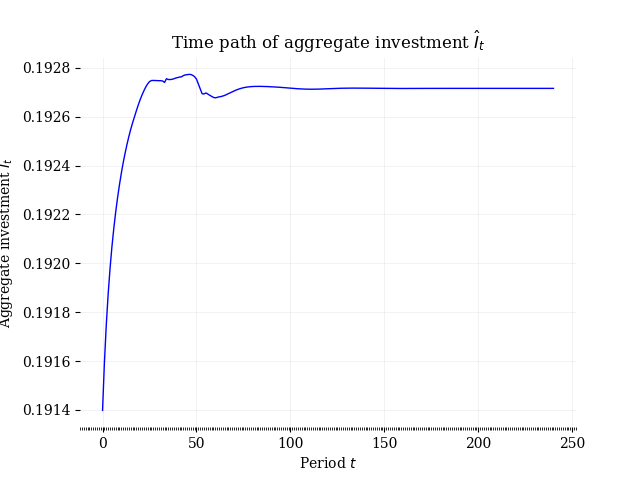 Time path of aggregate investment Î_t
0.1928
0.1926
0.1924
0.1922
0.1920
0.1918
0.1916
0.1914
Aggregate investment Î_t
0 50 100 150 200 250
Period t